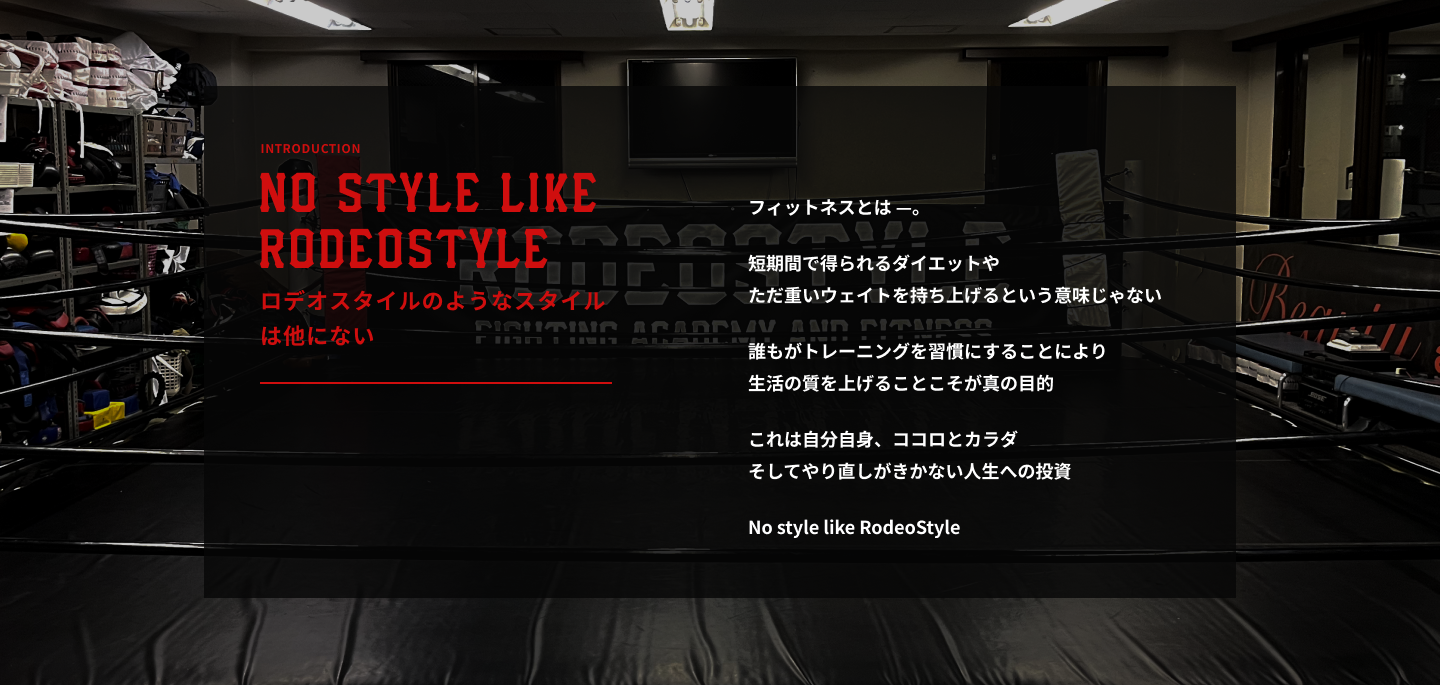 INTRODUCTION
NO STYLE LIKE
RODEOSTYLE
ロデオスタイルのようなスタイル
は他にない
フィットネスとは —。
短期間で得られるダイエットや
ただ重いウェイトを持ち上げるという意味じゃない
誰もがトレーニングを習慣にすることにより
生活の質を上げることこそが真の目的
これは自分自身、ココロとカラダ
そしてやり直しがきかない人生への投資
No style like RodeoStyle
RODEOSTYLE
FIGHTING ACADEMY AND FITNESS